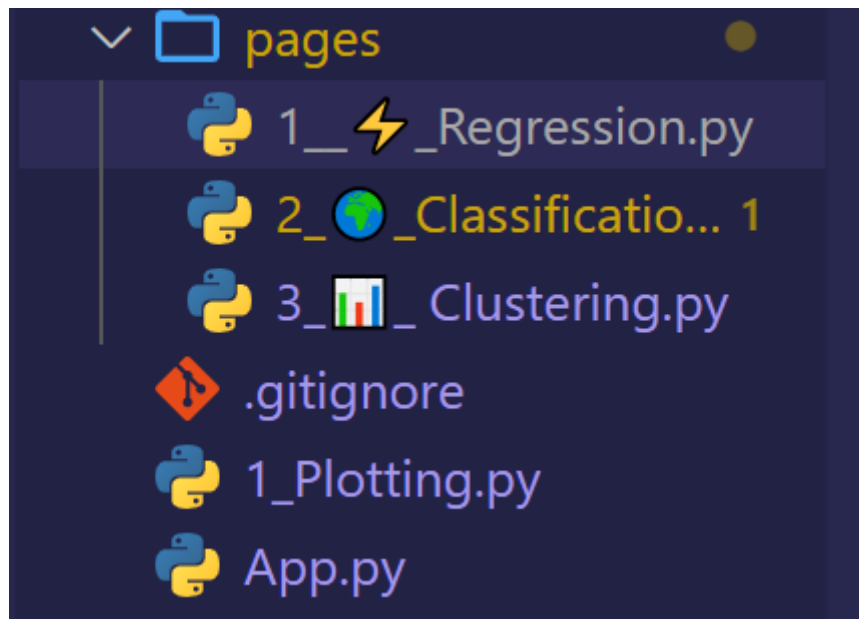 pages
1__⚡_Regression.py
2_🌍_Classificatio... 1
3_📊_ Clustering.py
.gitignore
1_Plotting.py
App.py